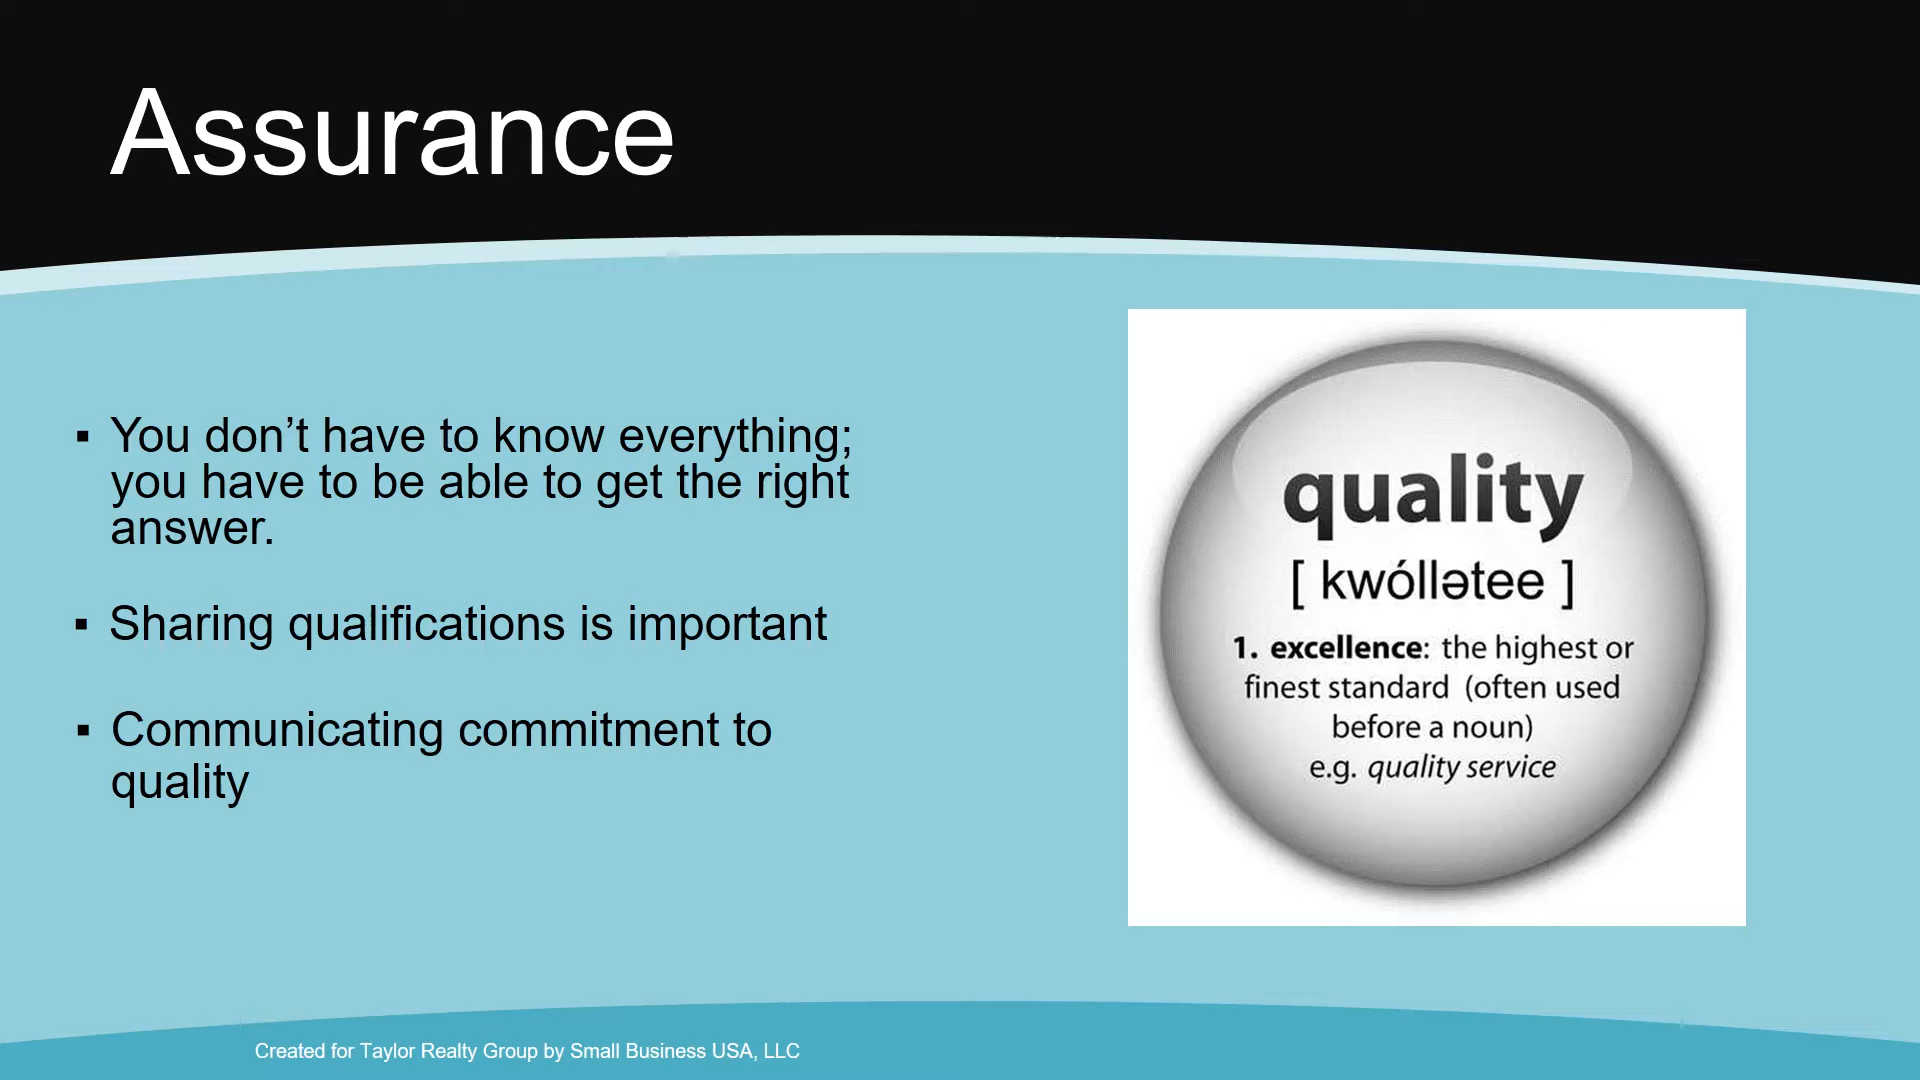 Assurance
▪ You don’t have to know everything;
you have to be able to get the right
answer.
▪ Sharing qualifications is important
▪ Communicating commitment to
quality
quality
[ kwóllətee ]
1. excellence: the highest or
finest standard (often used
before a noun)
e.g. quality service
Created for Taylor Realty Group by Small Business USA, LLC